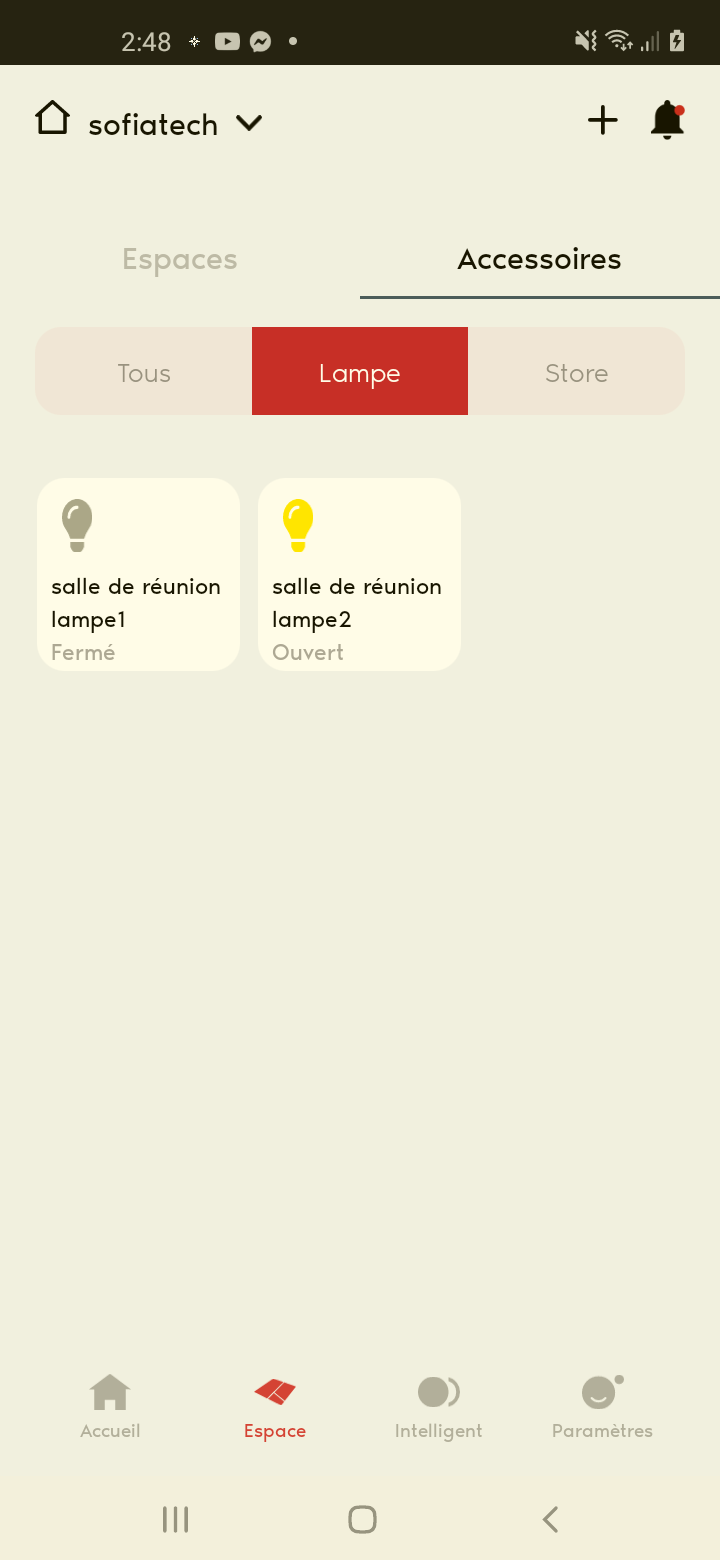 2:48
sofiatech
Espaces Accessoires
Tous Lampe Store
salle de réunion
lampe1
Fermé
salle de réunion
lampe2
Ouvert
Accueil Espace Intelligent Paramètres